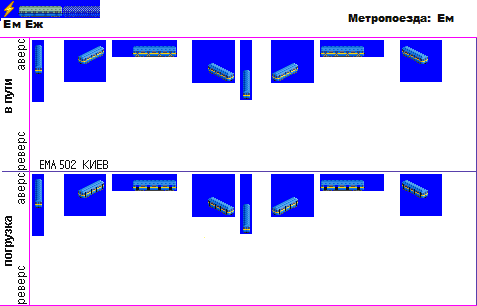 Ем Еж
Метропоезда: Ем
аверс
в пути
реверс
ЕМА 502 КИЕВ
аверс
погрузка
реверс